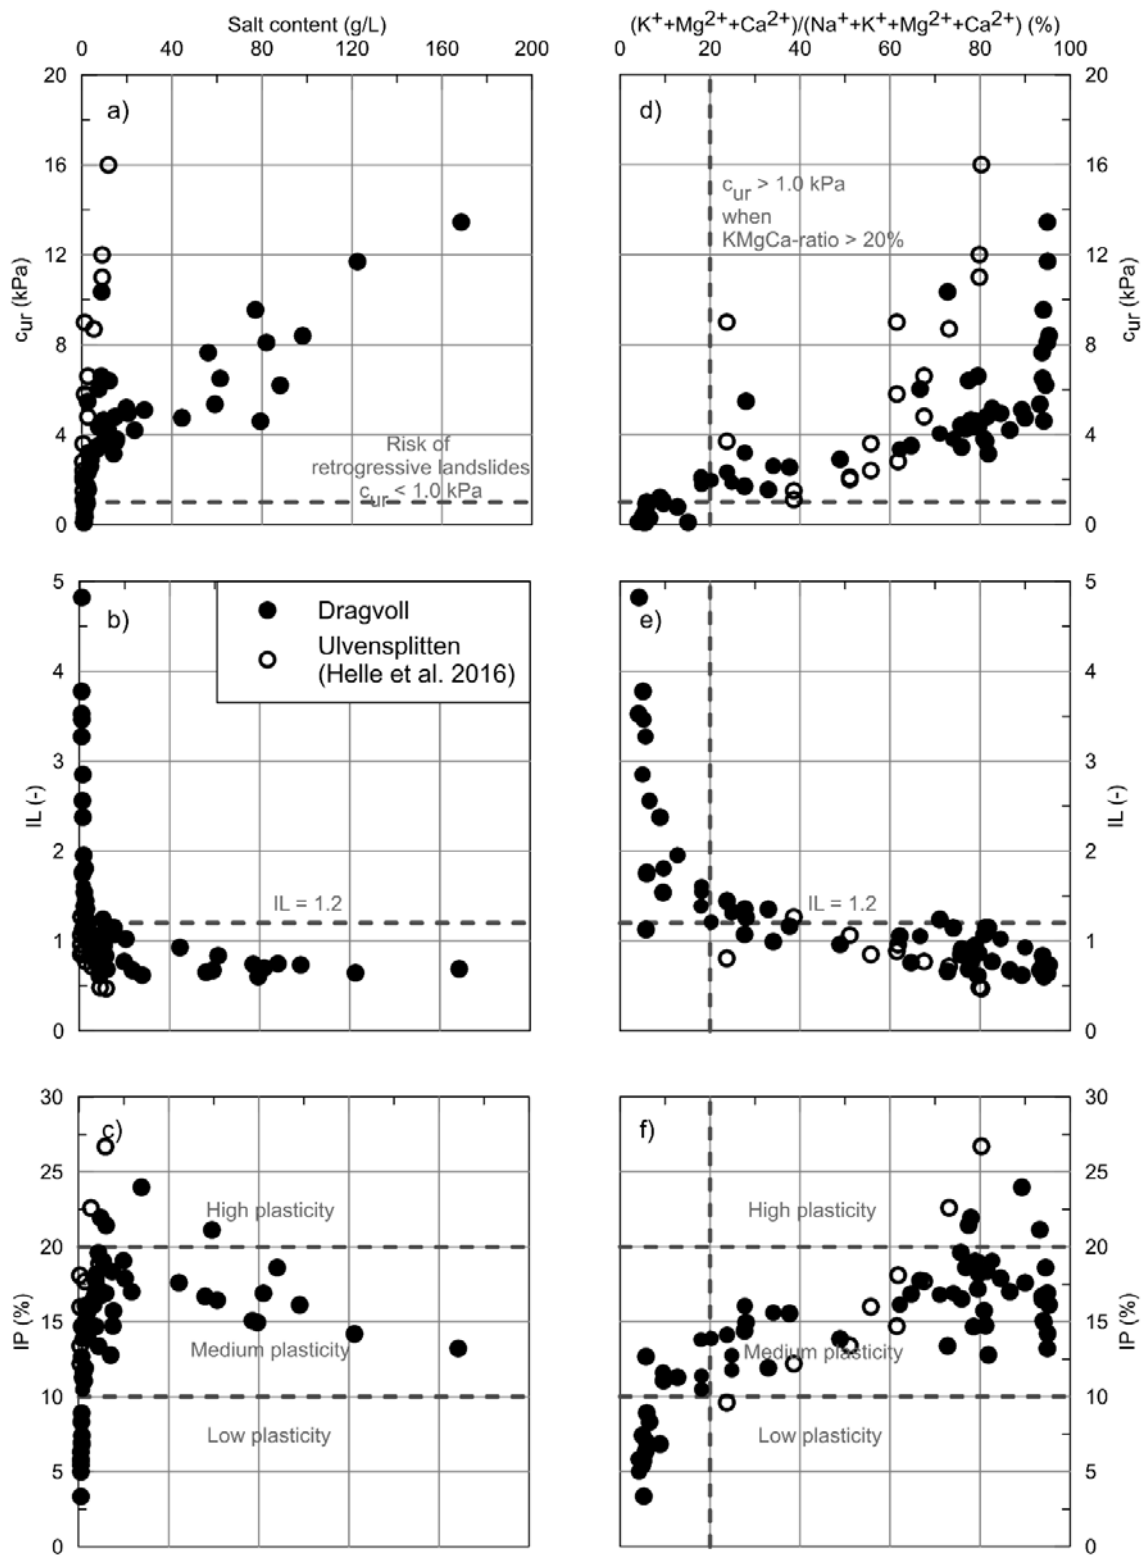 Salt content (g/L)
0 40 80 120 160 200
(K⁺+Mg²⁺+Ca²⁺)/(Na⁺+K⁺+Mg²⁺+Ca²⁺) (%)
0 20 40 60 80 100
20
16
12
8
4
0
c_ur (kPa)
a)
Risk of
retrogressive landslides
c_ur < 1.0 kPa
d)
c_ur > 1.0 kPa
when
KMgCa-ratio > 20%
20
16
12
8
4
0
c_ur (kPa)
5
4
3
2
1
0
IL (-)
b)
Dragvoll
Ulvensplitten
(Helle et al. 2016)
IL = 1.2
e)
IL = 1.2
5
4
3
2
1
0
IL (-)
30
25
20
15
10
5
0
IP (%)
c)
High plasticity
Medium plasticity
Low plasticity
f)
High plasticity
Medium plasticity
Low plasticity
30
25
20
15
10
5
0
IP (%)